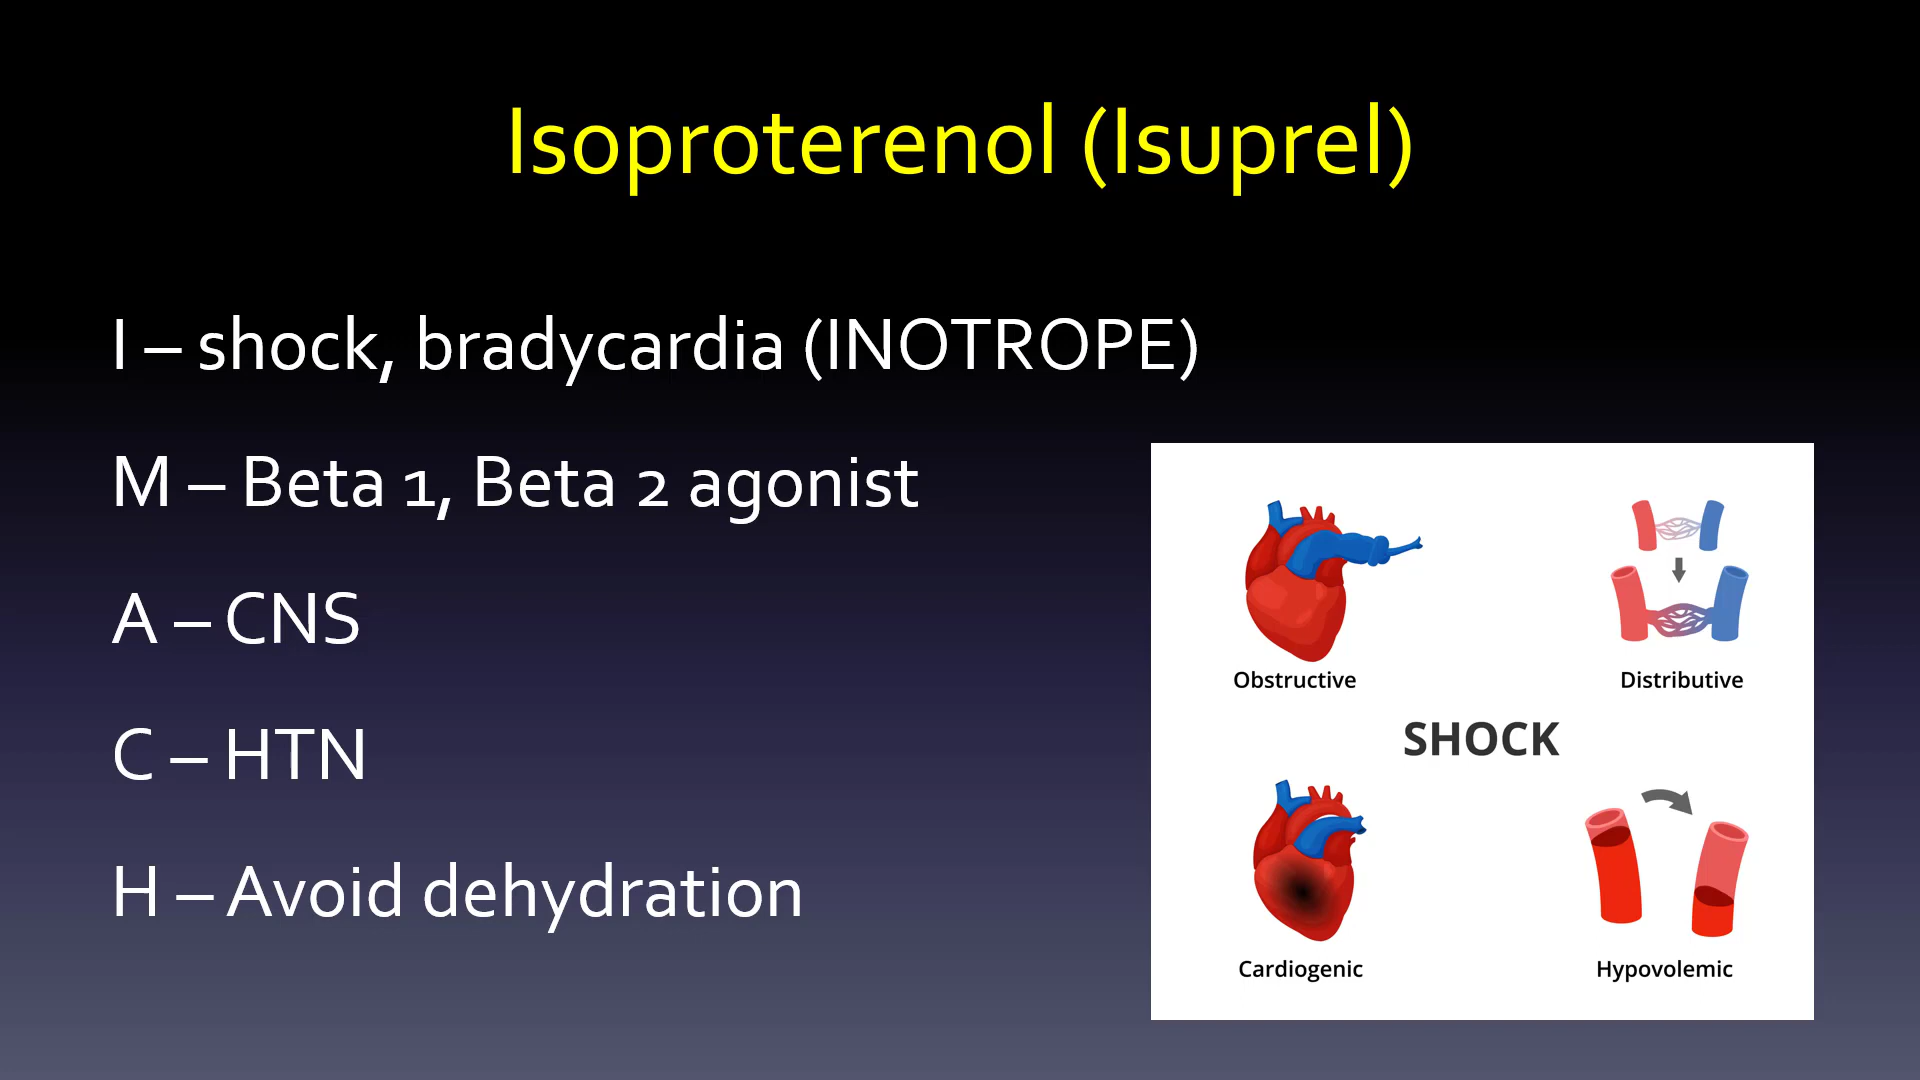 Isoproterenol (Isuprel)
I – shock, bradycardia (INOTROPE)
M – Beta 1, Beta 2 agonist
A – CNS
C – HTN
H – Avoid dehydration
Obstructive
Distributive
SHOCK
Cardiogenic
Hypovolemic